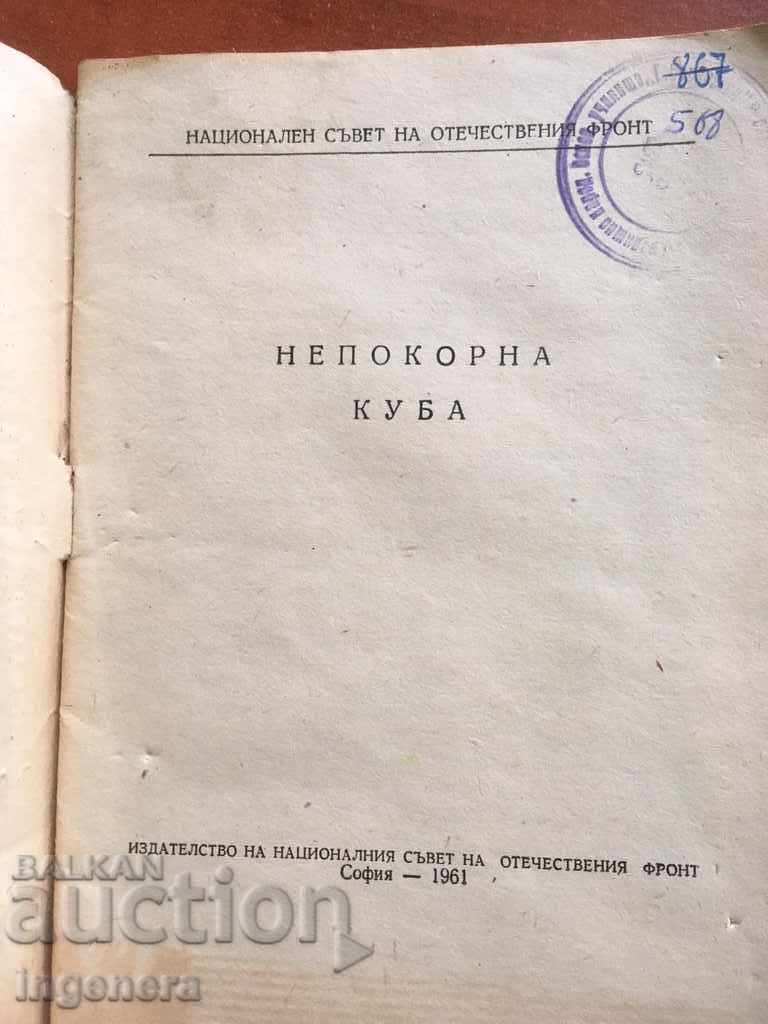 867
568
НАЦИОНАЛЕН СЪВЕТ НА ОТЕЧЕСТВЕНИЯ ФРОНТ
НЕПОКОРНА
КУБА
ИЗДАТЕЛСТВО НА НАЦИОНАЛНИЯ СЪВЕТ НА ОТЕЧЕСТВЕНИЯ ФРОНТ
София — 1961
BALKAN
auction
ingenera